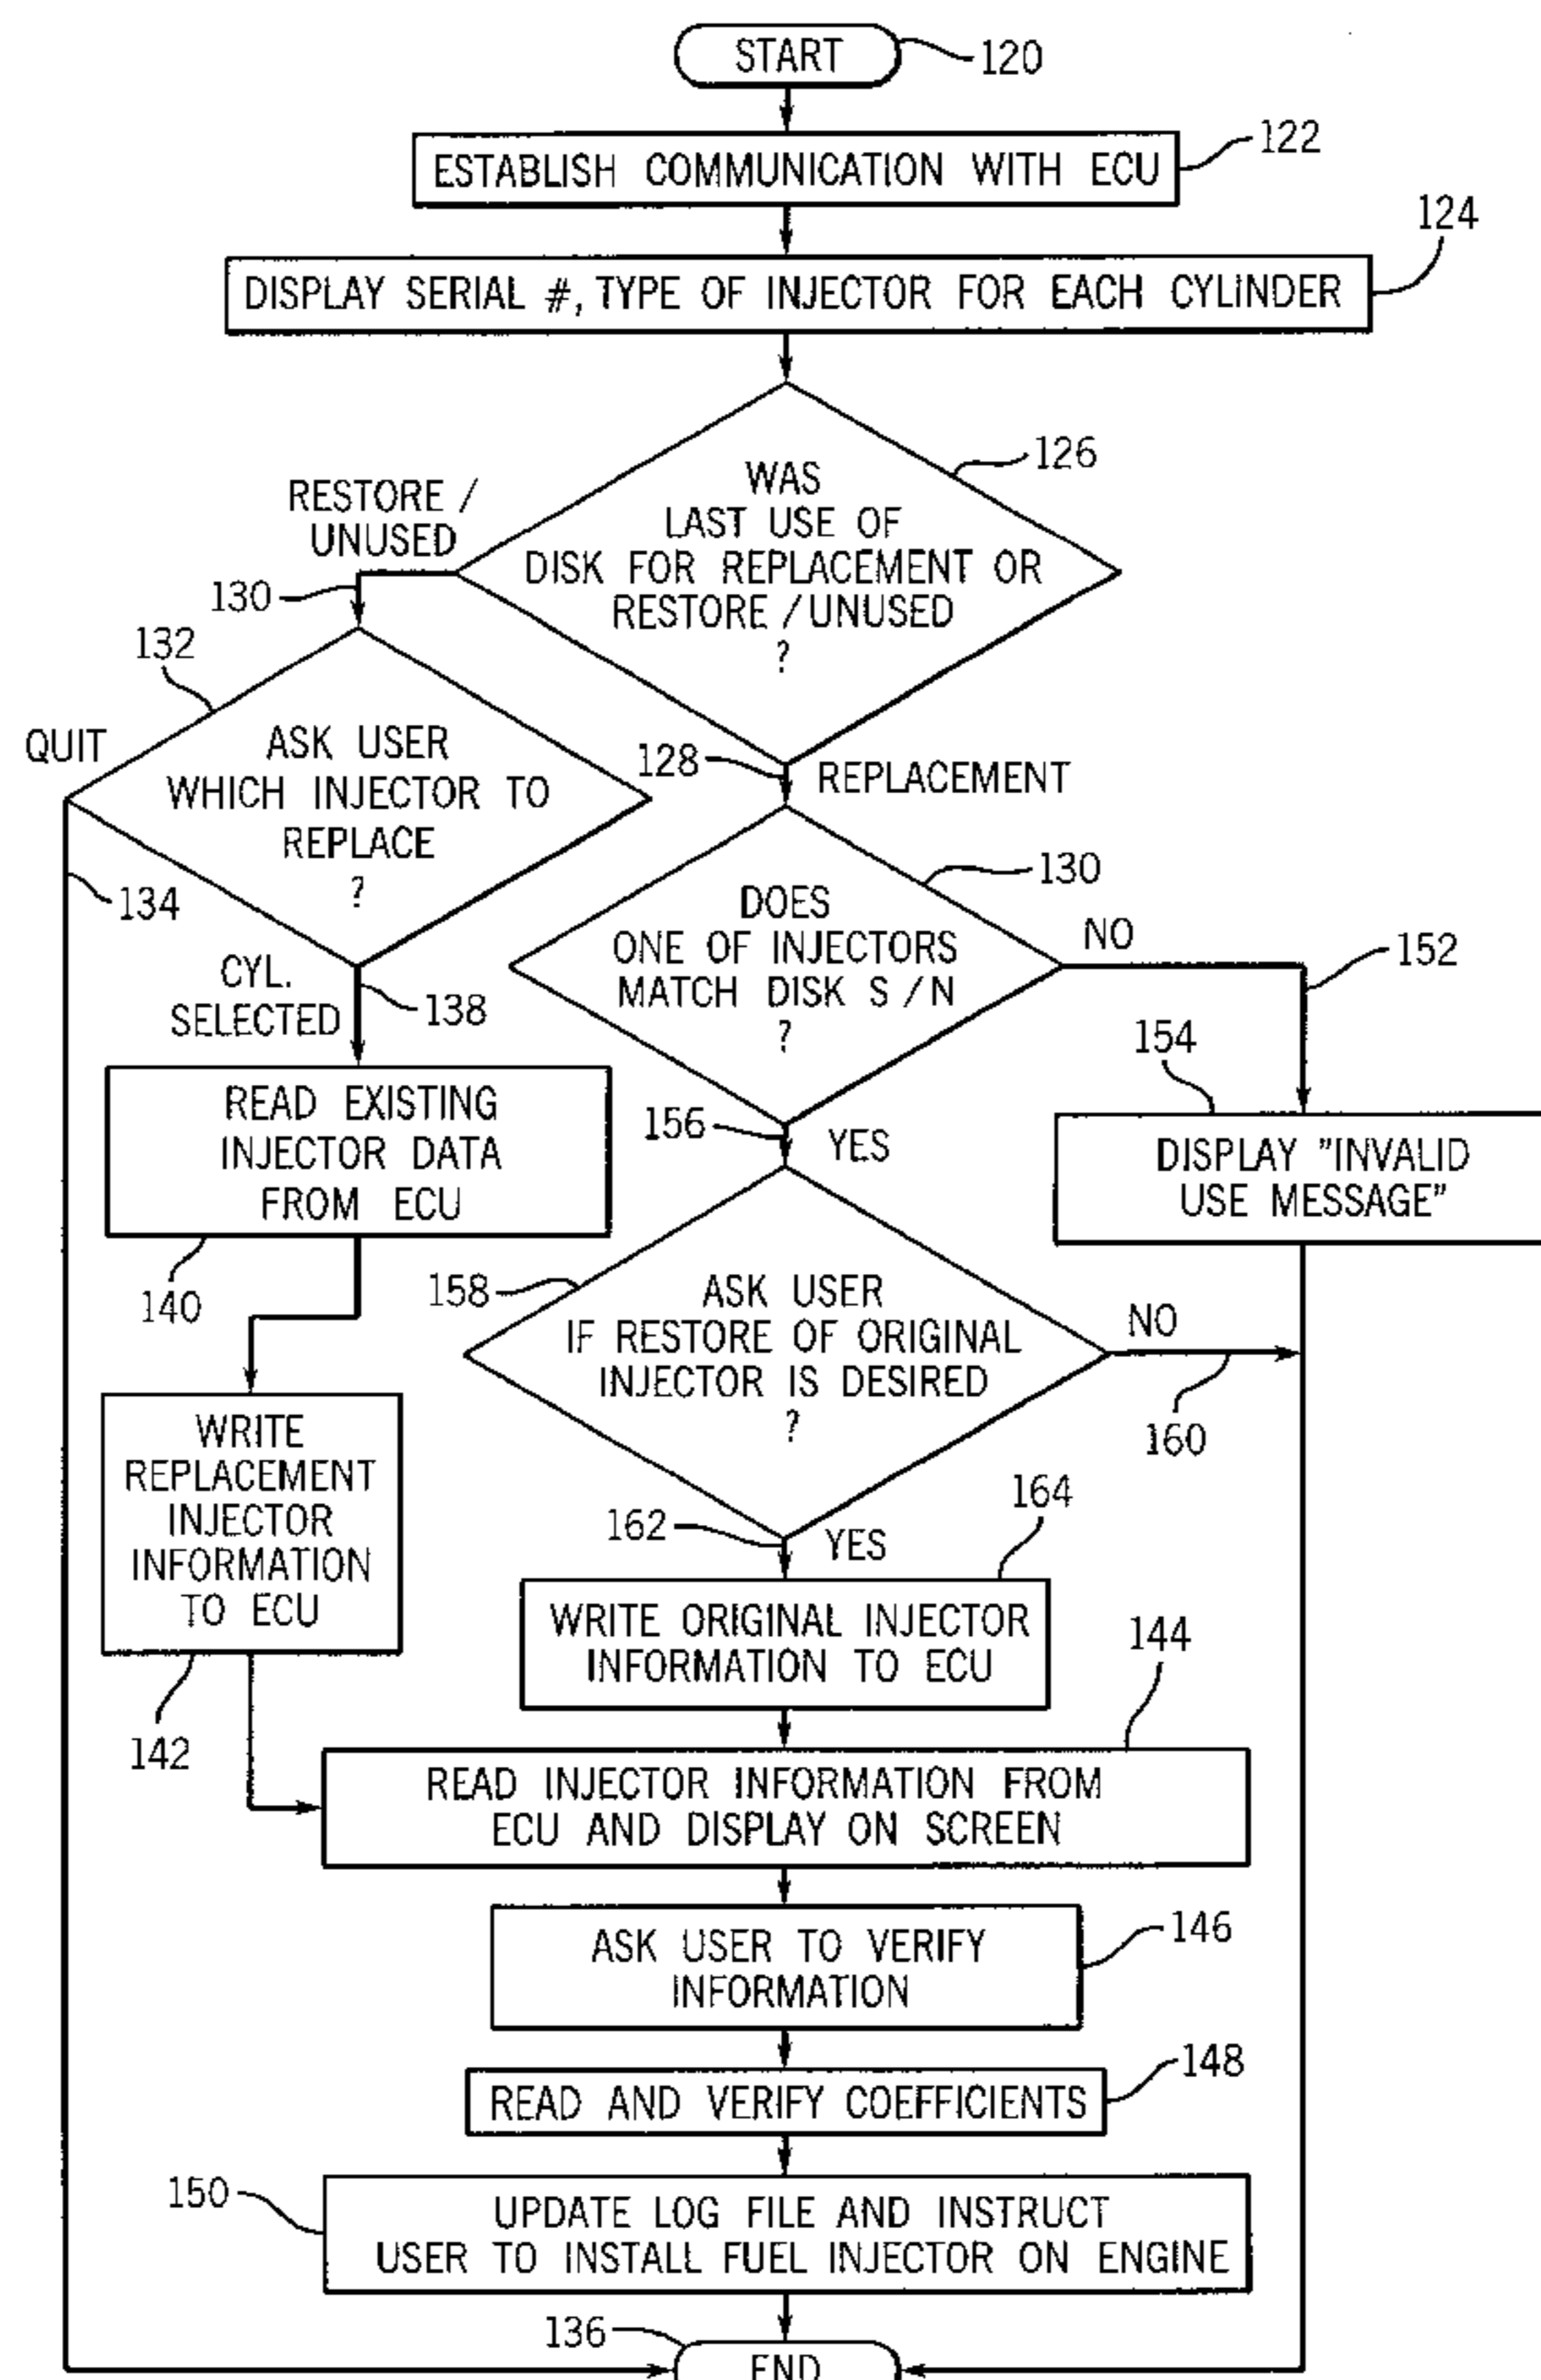 START
120
ESTABLISH COMMUNICATION WITH ECU
122
DISPLAY SERIAL #, TYPE OF INJECTOR FOR EACH CYLINDER
124
WAS
LAST USE OF
DISK FOR REPLACEMENT OR
RESTORE / UNUSED
?
126
RESTORE /
UNUSED
130
132
ASK USER
WHICH INJECTOR TO
REPLACE
?
QUIT
134
128
REPLACEMENT
DOES
ONE OF INJECTORS
MATCH DISK S / N
?
130
NO
152
CYL.
SELECTED
138
READ EXISTING
INJECTOR DATA
FROM ECU
140
154
DISPLAY "INVALID
USE MESSAGE"
156
YES
158
ASK USER
IF RESTORE OF ORIGINAL
INJECTOR IS DESIRED
?
NO
160
WRITE
REPLACEMENT
INJECTOR
INFORMATION
TO ECU
142
162
YES
164
WRITE ORIGINAL INJECTOR
INFORMATION TO ECU
144
READ INJECTOR INFORMATION FROM
ECU AND DISPLAY ON SCREEN
ASK USER TO VERIFY
INFORMATION
146
READ AND VERIFY COEFFICIENTS
148
150
UPDATE LOG FILE AND INSTRUCT
USER TO INSTALL FUEL INJECTOR ON ENGINE
136
END